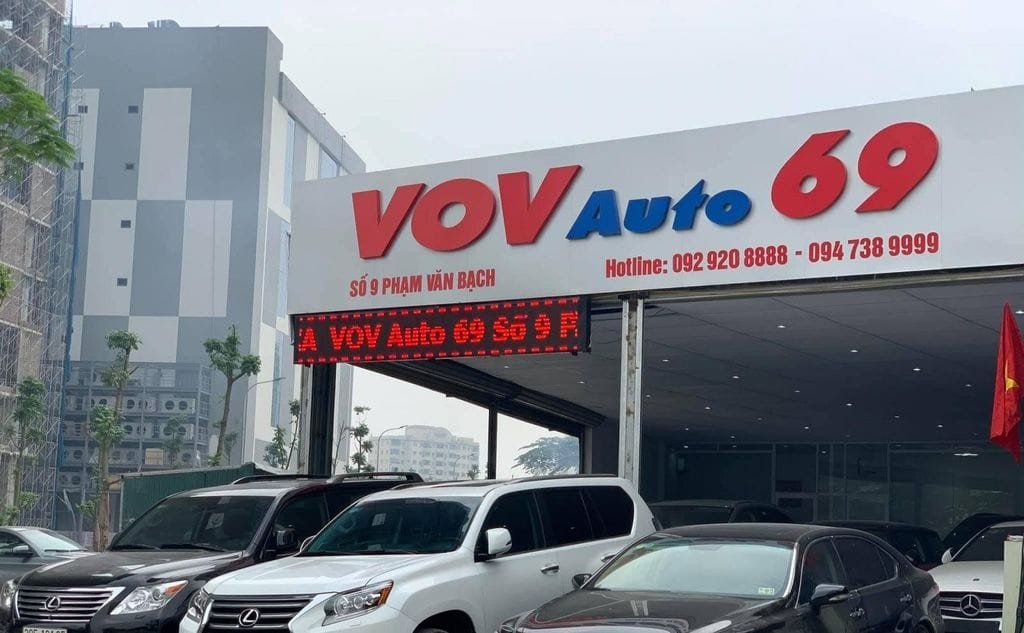 VOV Auto 69
SỐ 9 PHẠM VĂN BẠCH
Hotline: 092 920 8888 - 094 738 9999
A VOV Auto 69 Số 9 P